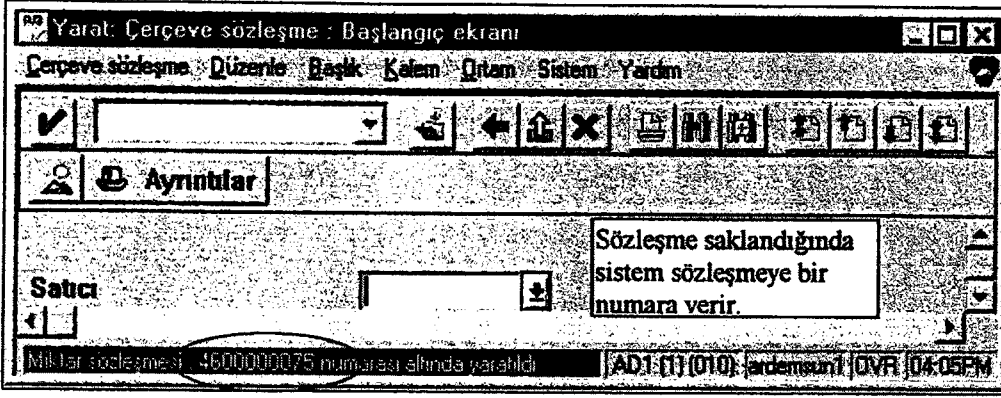 Yarat: Çerçeve sözleşme : Başlangıç ekranı
Çerçeve sözleşme Düzenle Başlık Kalem Ortam Sistem Yardım
Ayrıntılar
Sözleşme saklandığında
sistem sözleşmeye bir
numara verir.
Satıcı
Miktar sözleşmesi 4600000075 numarası altında yaratıldı AD1 (1) (010) ardemsun1 OVR 04:05PM